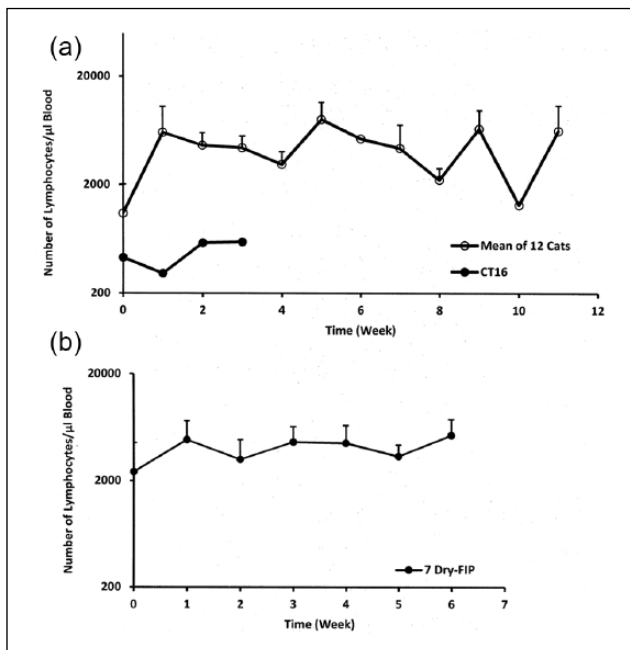 (a)
20000
2000
200
Number of Lymphocytes/µl Blood
0 2 4 6 8 10 12
Time (Week)
Mean of 12 Cats
CT16
(b)
20000
2000
200
Number of Lymphocytes/µl Blood
0 1 2 3 4 5 6 7
Time (Week)
7 Dry-FIP